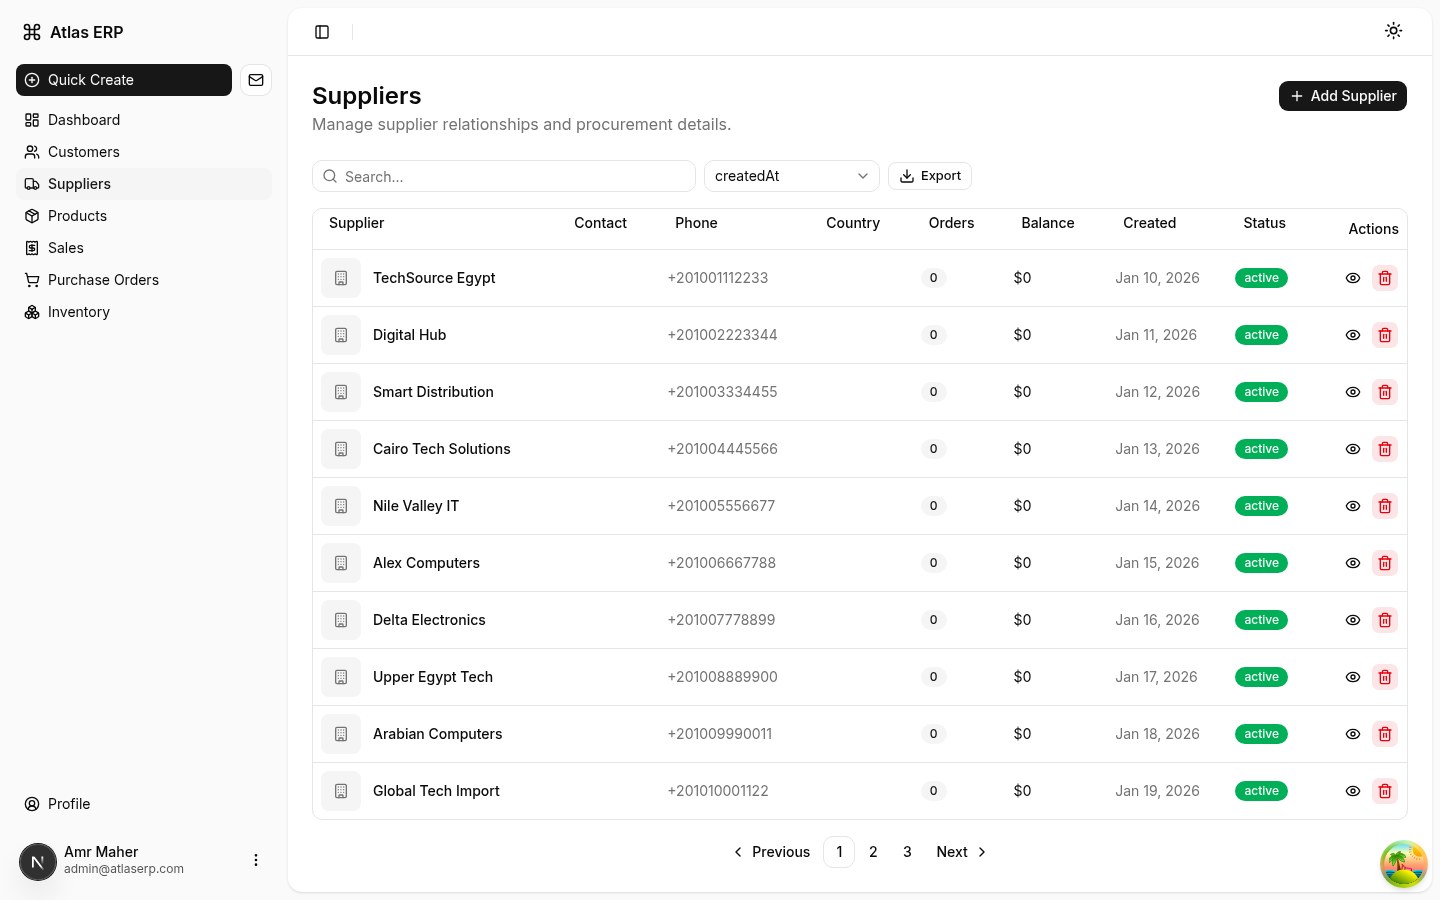 Atlas ERP
Quick Create
Dashboard
Customers
Suppliers
Products
Sales
Purchase Orders
Inventory
Profile
Amr Maher
admin@atlaserp.com
N
Suppliers
Manage supplier relationships and procurement details.
Add Supplier
Search...
createdAt
Export
Supplier Contact Phone Country Orders Balance Created Status Actions
TechSource Egypt +201001112233 0 $0 Jan 10, 2026 active
Digital Hub +201002223344 0 $0 Jan 11, 2026 active
Smart Distribution +201003334455 0 $0 Jan 12, 2026 active
Cairo Tech Solutions +201004445566 0 $0 Jan 13, 2026 active
Nile Valley IT +201005556677 0 $0 Jan 14, 2026 active
Alex Computers +201006667788 0 $0 Jan 15, 2026 active
Delta Electronics +201007778899 0 $0 Jan 16, 2026 active
Upper Egypt Tech +201008889900 0 $0 Jan 17, 2026 active
Arabian Computers +201009990011 0 $0 Jan 18, 2026 active
Global Tech Import +201010001122 0 $0 Jan 19, 2026 active
Previous 1 2 3 Next